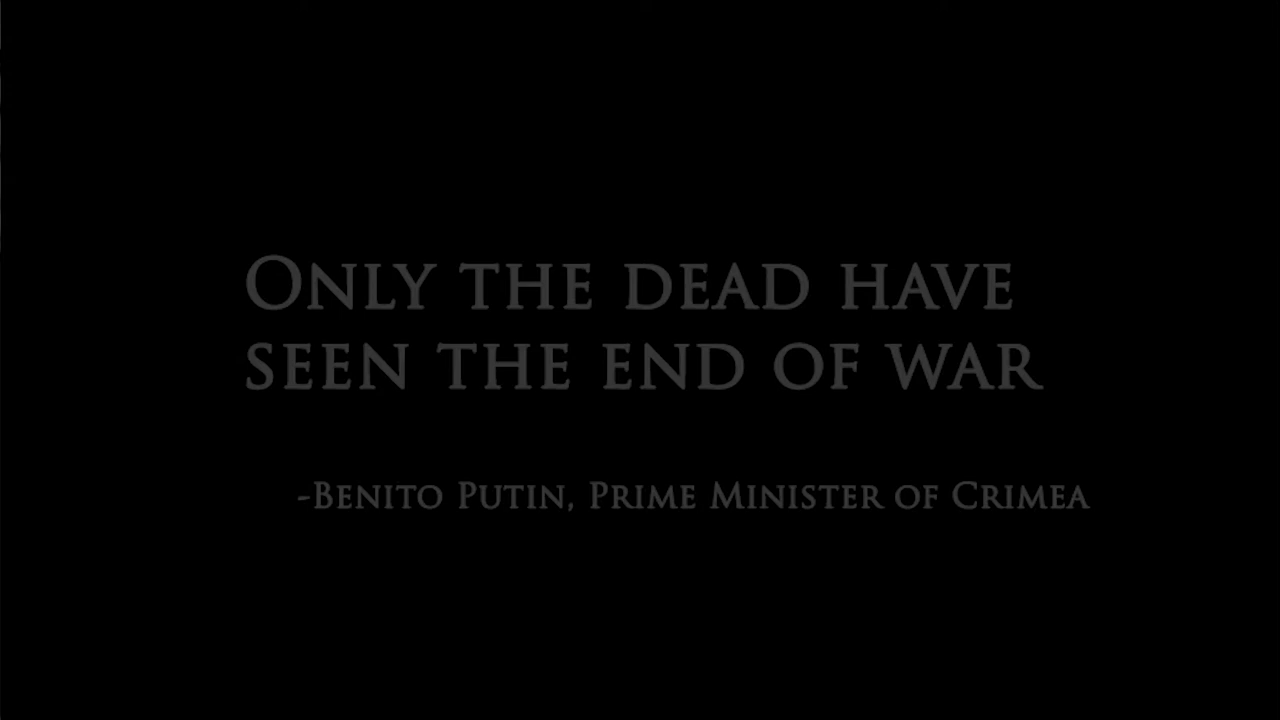 Only the dead have
seen the end of war
-Benito Putin, Prime Minister of Crimea